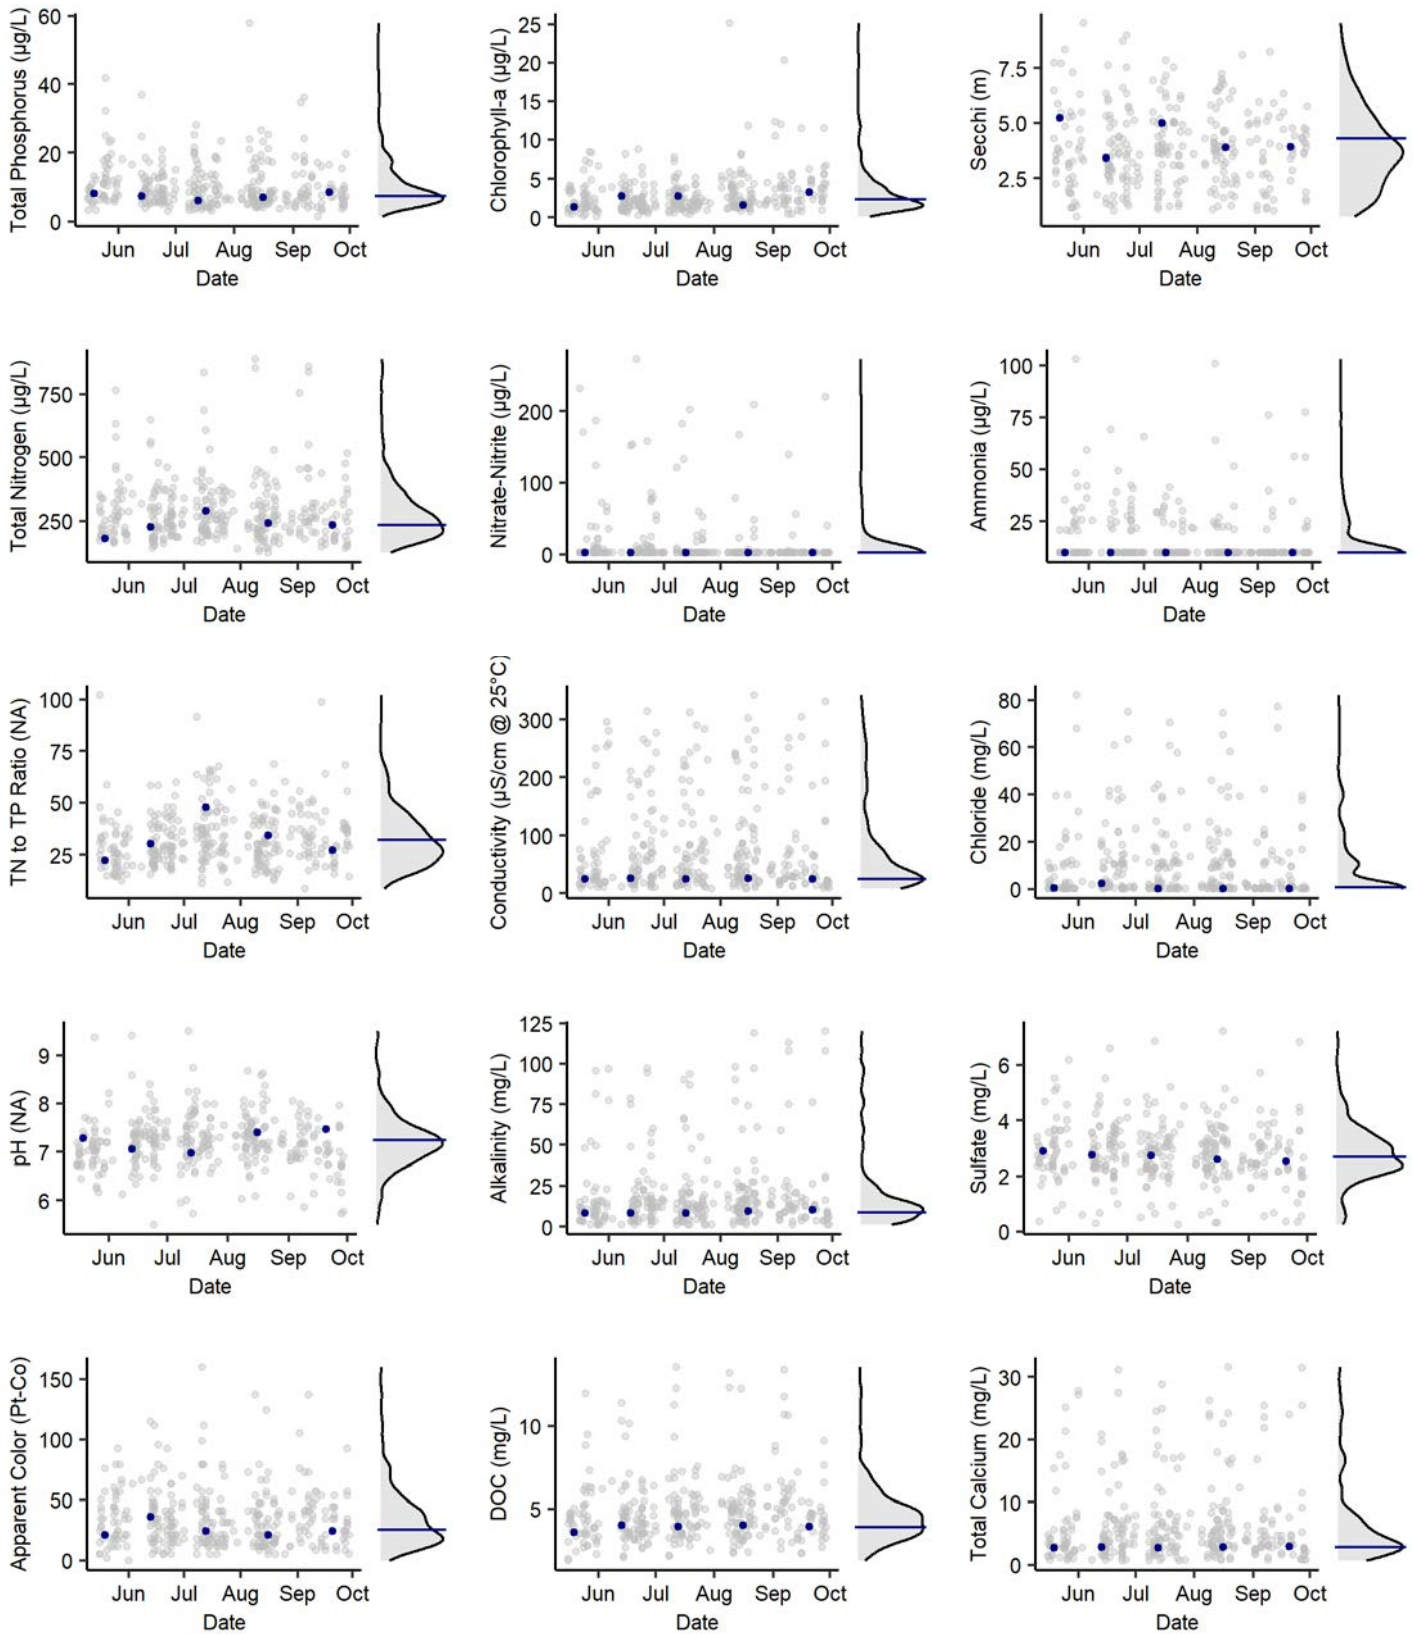 Total Phosphorus (µg/L)
60
40
20
0
Jun Jul Aug Sep Oct
Date
Chlorophyll-a (µg/L)
25
20
15
10
5
0
Jun Jul Aug Sep Oct
Date
Secchi (m)
7.5
5.0
2.5
Jun Jul Aug Sep Oct
Date
Total Nitrogen (µg/L)
750
500
250
Jun Jul Aug Sep Oct
Date
Nitrate-Nitrite (µg/L)
200
100
0
Jun Jul Aug Sep Oct
Date
Ammonia (µg/L)
100
75
50
25
Jun Jul Aug Sep Oct
Date
TN to TP Ratio (NA)
100
75
50
25
Jun Jul Aug Sep Oct
Date
Conductivity (µS/cm @ 25°C)
300
200
100
0
Jun Jul Aug Sep Oct
Date
Chloride (mg/L)
80
60
40
20
0
Jun Jul Aug Sep Oct
Date
pH (NA)
9
8
7
6
Jun Jul Aug Sep Oct
Date
Alkalinity (mg/L)
125
100
75
50
25
0
Jun Jul Aug Sep Oct
Date
Sulfate (mg/L)
6
4
2
0
Jun Jul Aug Sep Oct
Date
Apparent Color (Pt-Co)
150
100
50
0
Jun Jul Aug Sep Oct
Date
DOC (mg/L)
10
5
Jun Jul Aug Sep Oct
Date
Total Calcium (mg/L)
30
20
10
0
Jun Jul Aug Sep Oct
Date